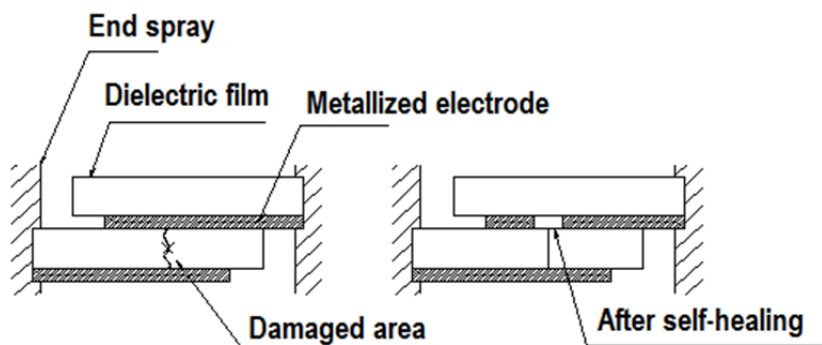 End spray
Dielectric film
Metallized electrode
Damaged area
After self-healing